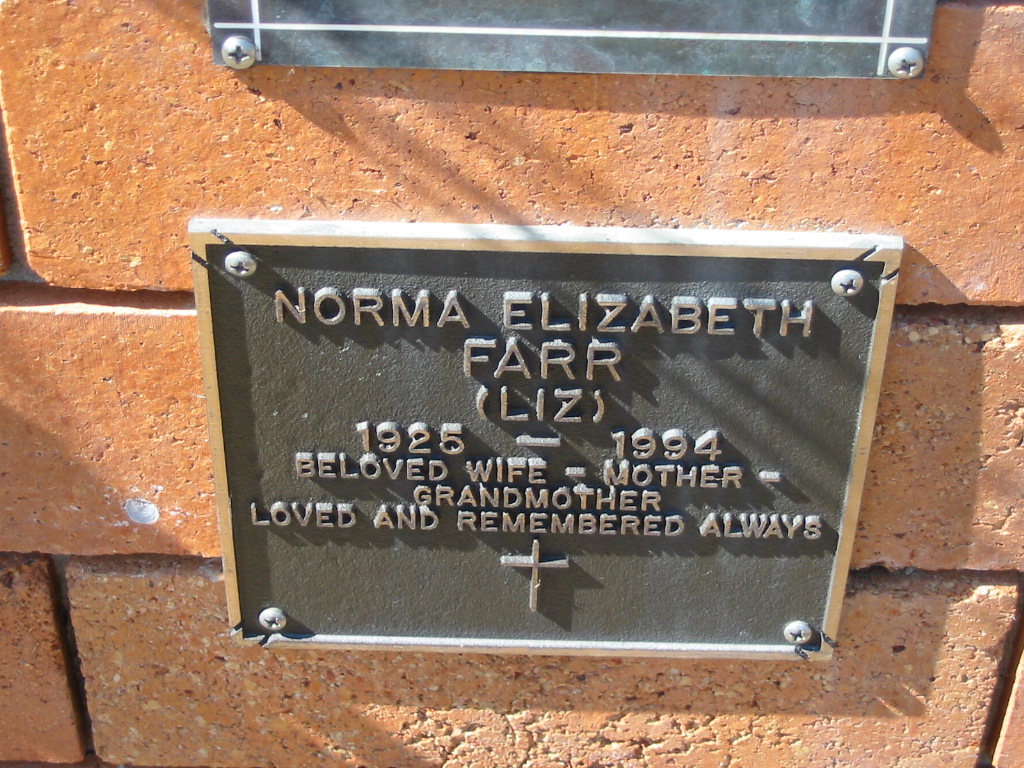 NORMA ELIZABETH
FARR
(LIZ)
1925 — 1994
BELOVED WIFE - MOTHER -
GRANDMOTHER
LOVED AND REMEMBERED ALWAYS